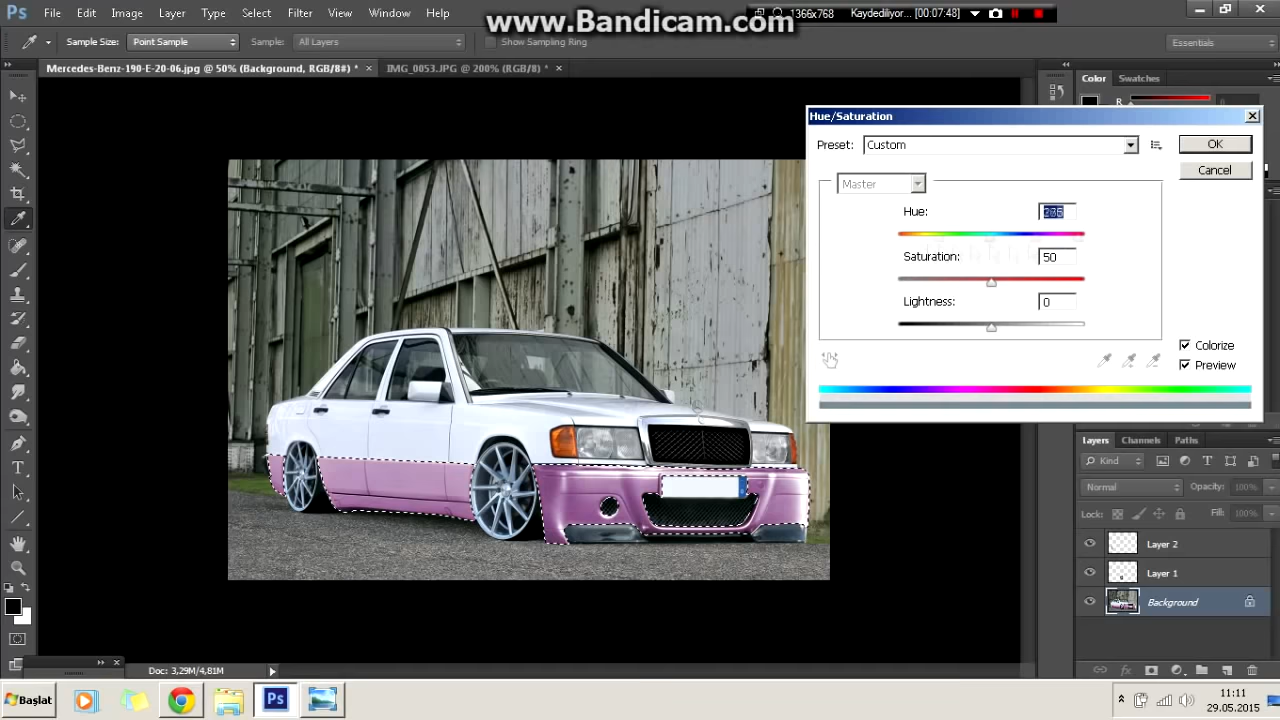 www.Bandicam.com
1366x768 Kaydediliyor... [00:07:48]
Ps File Edit Image Layer Type Select Filter View Window Help
Sample Size: Point Sample Sample: All Layers Show Sampling Ring Essentials
Mercedes-Benz-190-E-20-06.jpg @ 50% (Background, RGB/8#) * IMG_0053.JPG @ 200% (RGB/8) *
Color Swatches
R
Hue/Saturation
Preset: Custom OK
Cancel
Master
Hue:
Saturation: 50
Lightness: 0
Colorize
Preview
Layers Channels Paths
Kind
Normal Opacity: 100%
Lock: Fill: 100%
Layer 2
Layer 1
Background
Doc: 3,29M/4,81M
Başlat Ps 11:11
29.05.2015